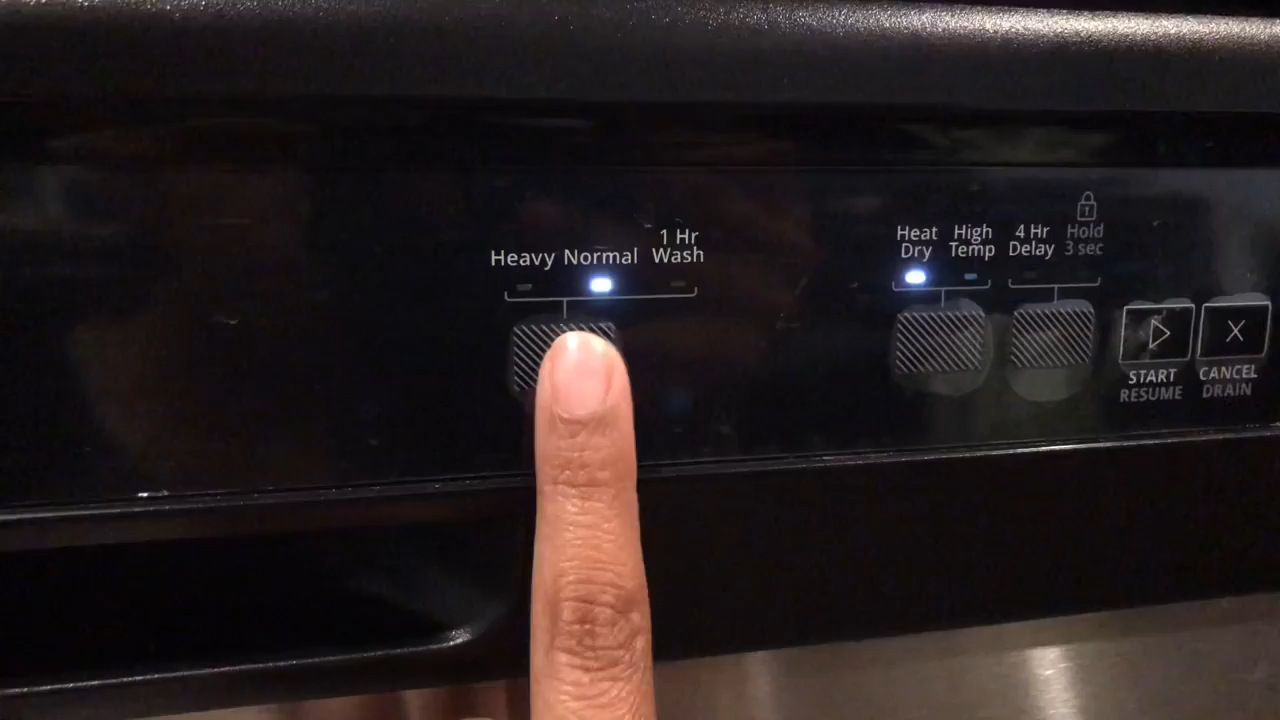 Heavy Normal 1 Hr Wash
Heat Dry
High Temp
4 Hr Delay
Hold 3 sec
START
RESUME
CANCEL
DRAIN